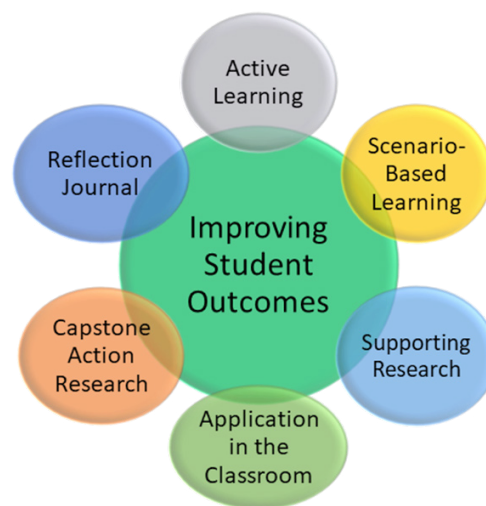 Active
Learning
Reflection
Journal
Scenario-
Based
Learning
Improving
Student
Outcomes
Capstone
Action
Research
Supporting
Research
Application
in the
Classroom